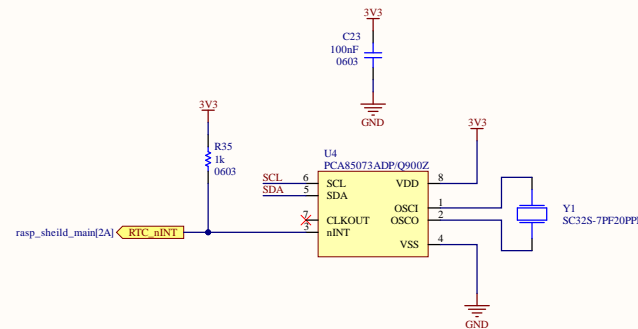 3V3
C23
100nF
0603
GND
3V3
R35
1k
0603
3V3
U4
PCA85073ADP/Q900Z
SCL 6 SCL VDD 8
SDA 5 SDA
OSCI 1
7 CLKOUT OSCO 2
rasp_sheild_main[2A] RTC_nINT 3 nINT
VSS 4
Y1
SC32S-7PF20PP
GND